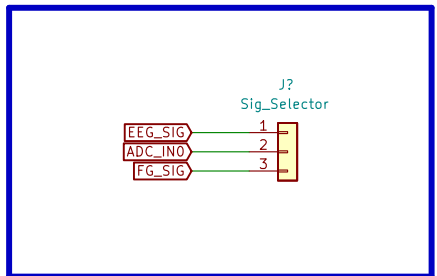 J?
Sig_Selector
EEG_SIG 1
ADC_IN0 2
FG_SIG 3